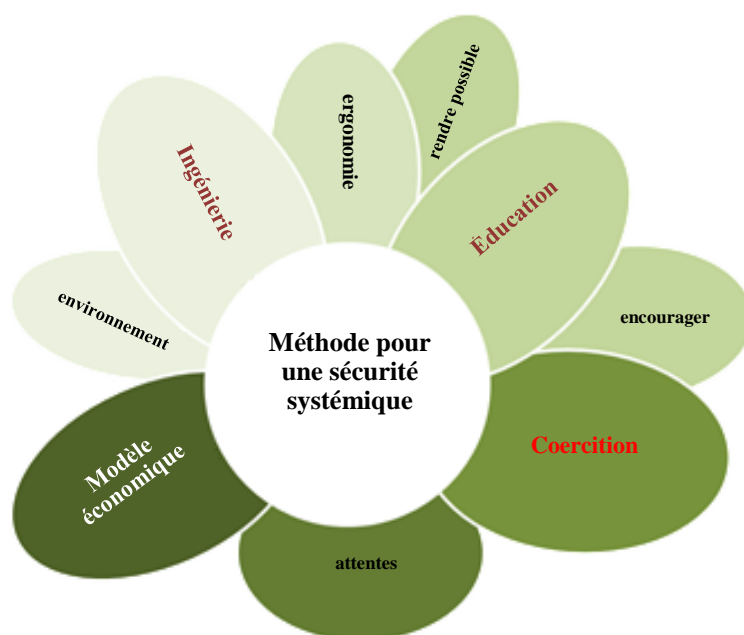 rendre possible
ergonomie
Ingénierie
Éducation
environnement
encourager
Méthode pour
une sécurité
systémique
Coercition
Modèle
économique
attentes